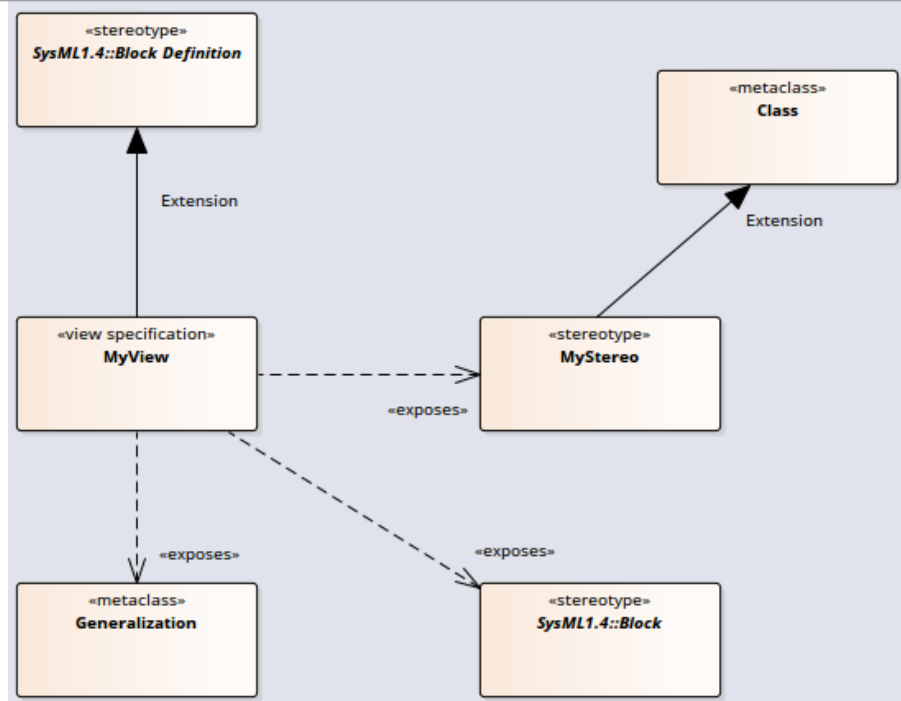 «stereotype»
SysML1.4::Block Definition
«metaclass»
Class
Extension
Extension
«view specification»
MyView
«stereotype»
MyStereo
«exposes»
«exposes»
«exposes»
«metaclass»
Generalization
«stereotype»
SysML1.4::Block